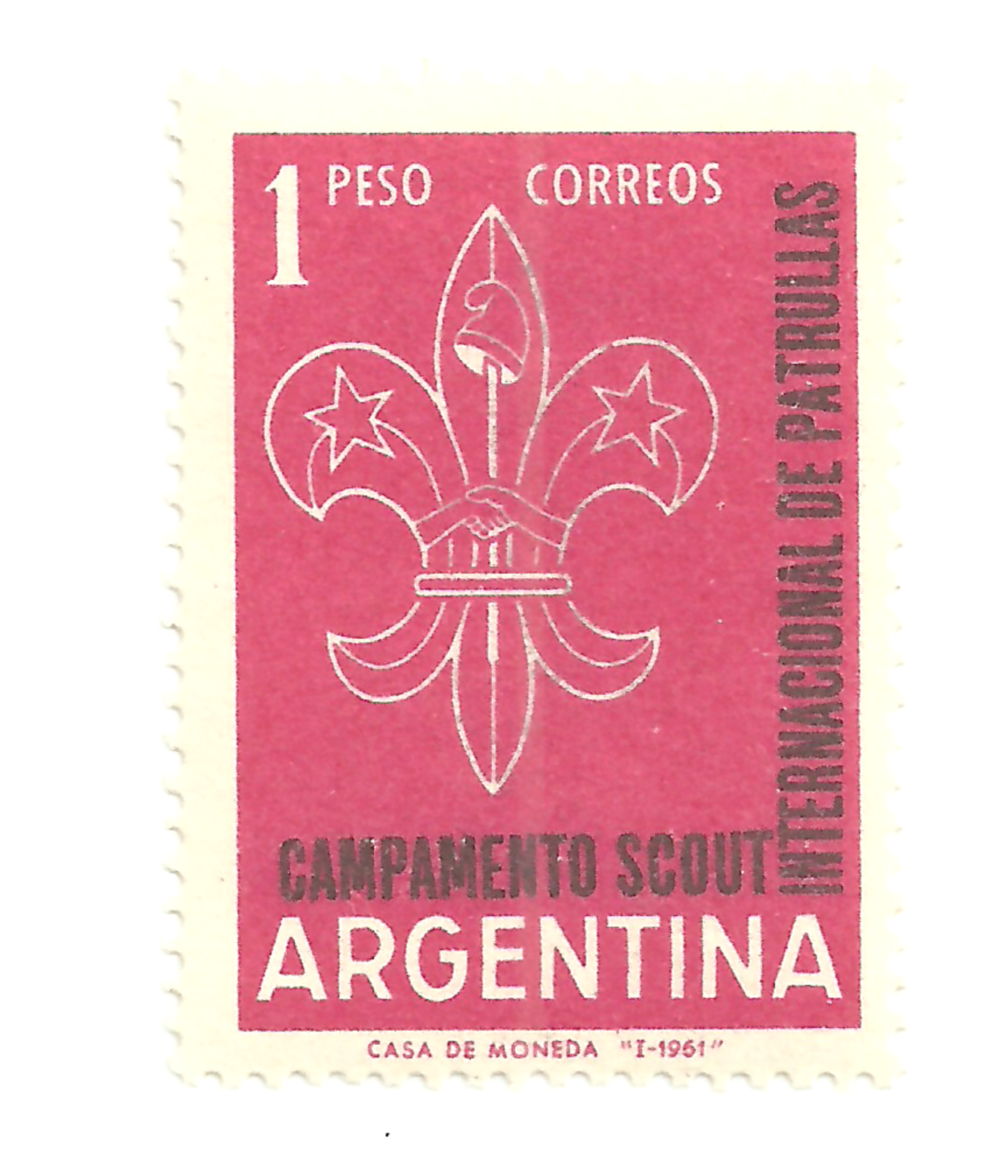 1 PESO CORREOS
CAMPAMENTO SCOUT
INTERNACIONAL DE PATRULLAS
ARGENTINA
CASA DE MONEDA "I-1961"